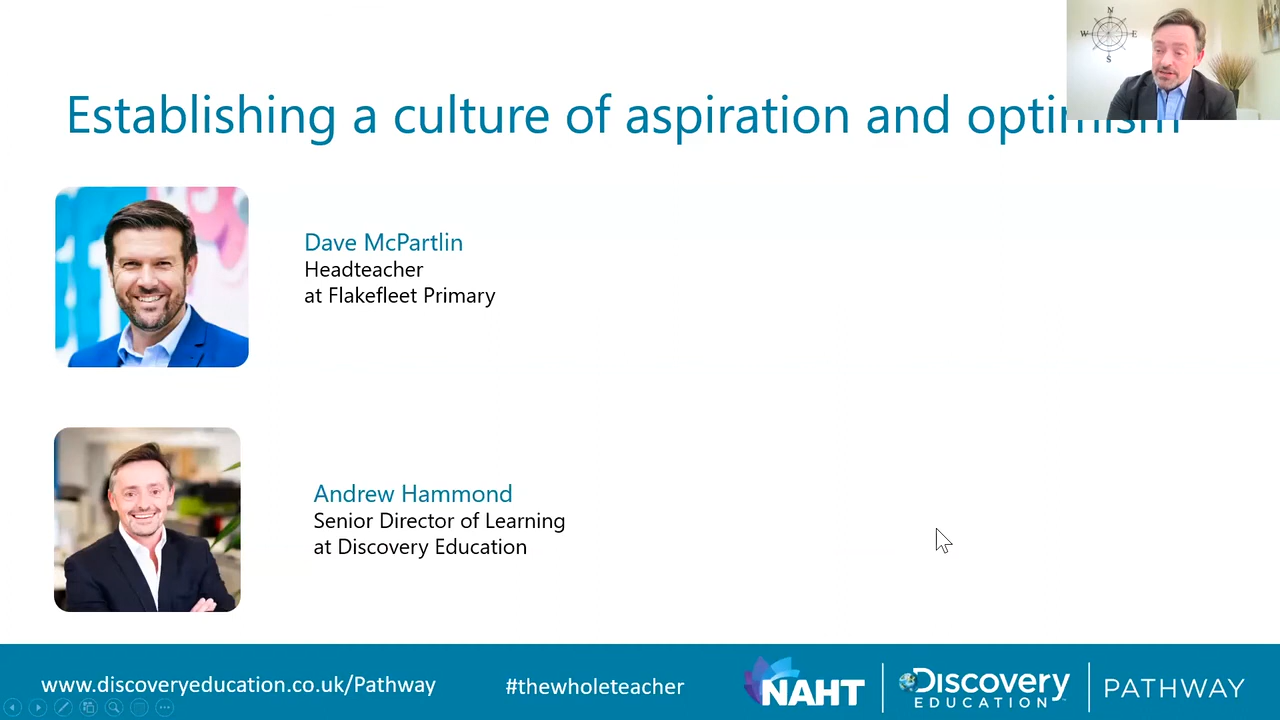 N
W E
S
Establishing a culture of aspiration and optimism
Dave McPartlin
Headteacher
at Flakefleet Primary
Andrew Hammond
Senior Director of Learning
at Discovery Education
www.discoveryeducation.co.uk/Pathway
#thewholeteacher
NAHT
Discovery
EDUCATION
PATHWAY